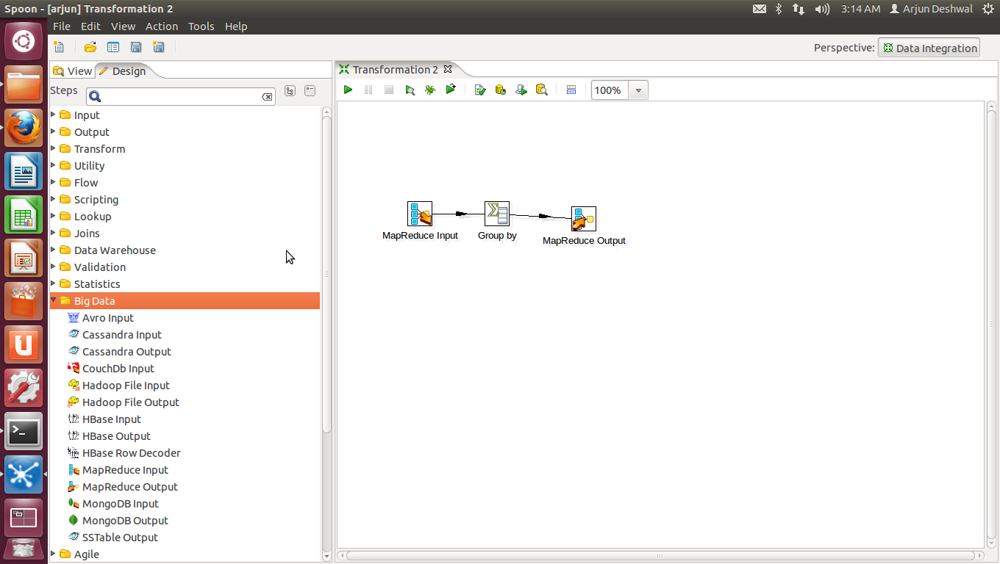 Spoon - [arjun] Transformation 2
3:14 AM Arjun Deshwal
File Edit View Action Tools Help
Perspective: Data Integration
View Design
Transformation 2
Steps
100%
Input
Output
Transform
Utility
Flow
Scripting
Lookup
Joins
Data Warehouse
Validation
Statistics
Big Data
Avro Input
Cassandra Input
Cassandra Output
CouchDb Input
Hadoop File Input
Hadoop File Output
HBase Input
HBase Output
HBase Row Decoder
MapReduce Input
MapReduce Output
MongoDB Input
MongoDB Output
SSTable Output
Agile
MapReduce Input
Group by
MapReduce Output